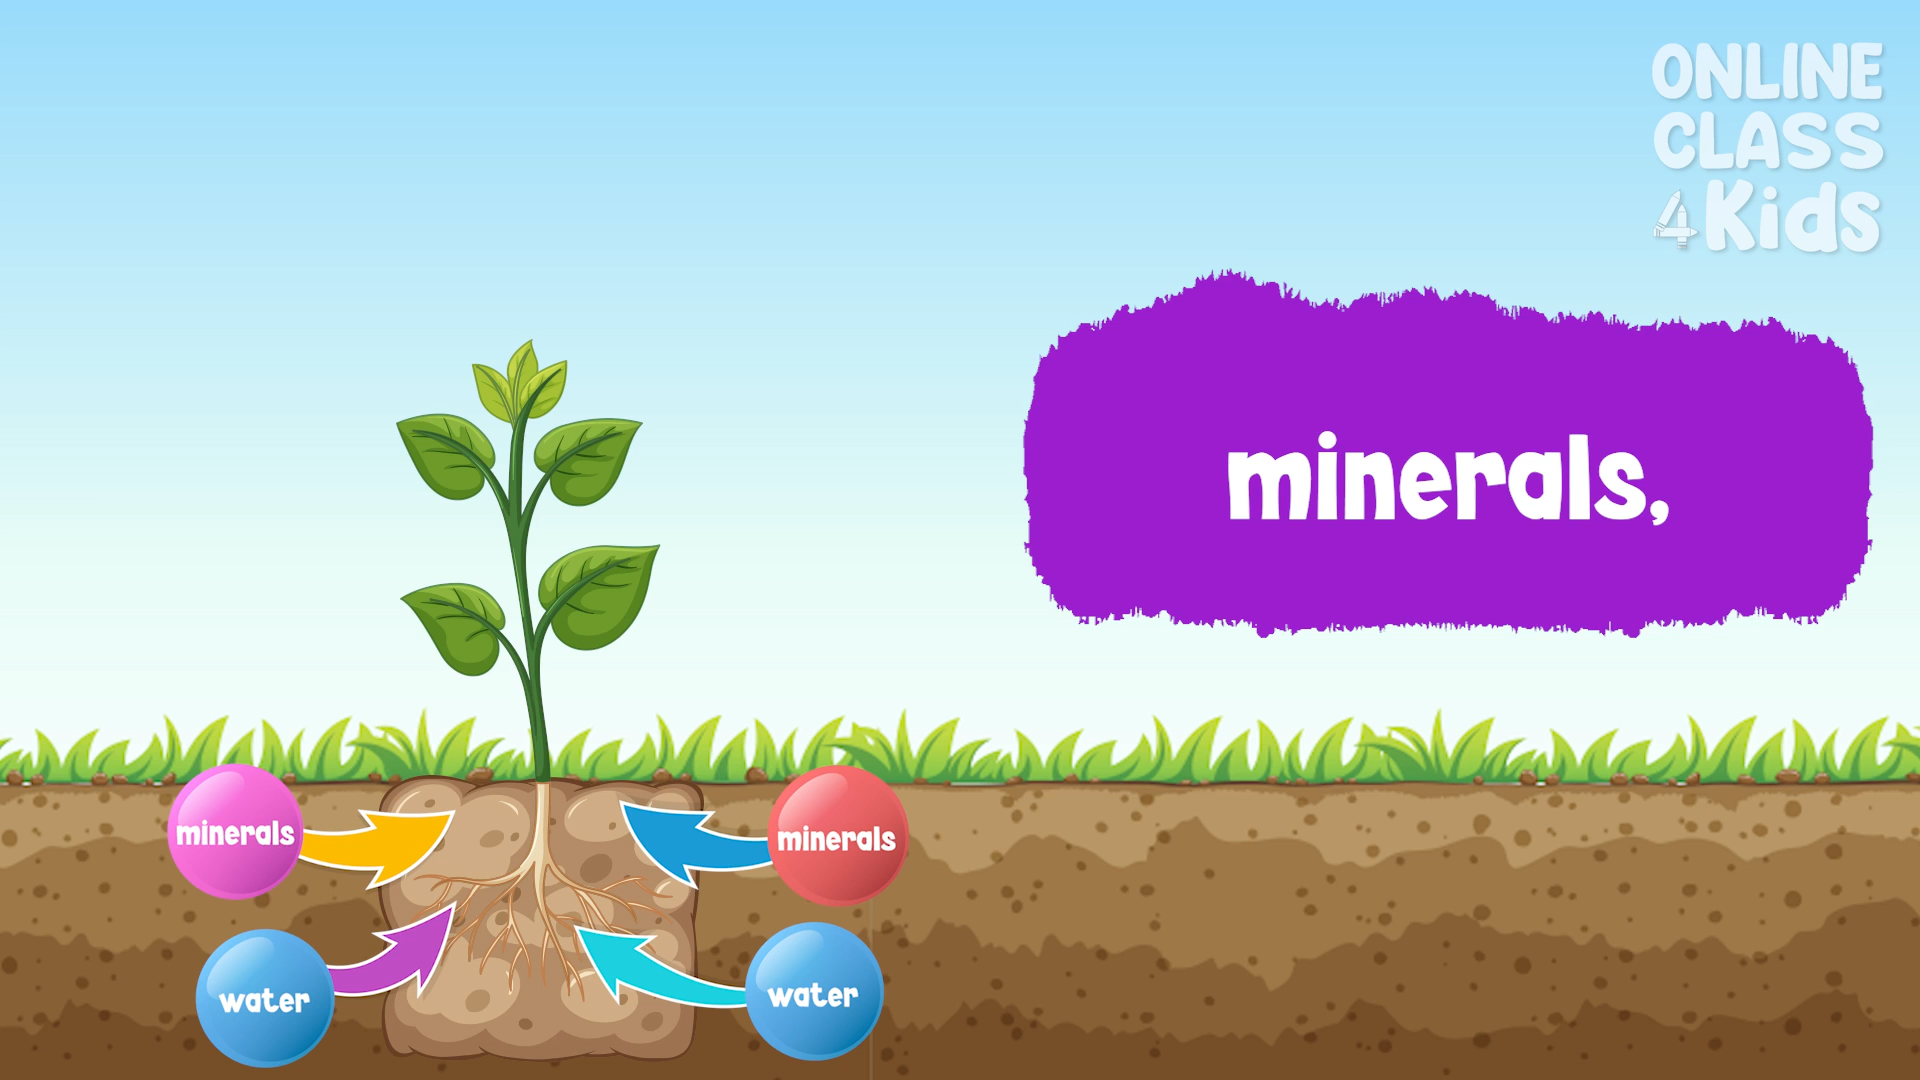 ONLINE
CLASS
4Kids
minerals,
minerals
minerals
water
water